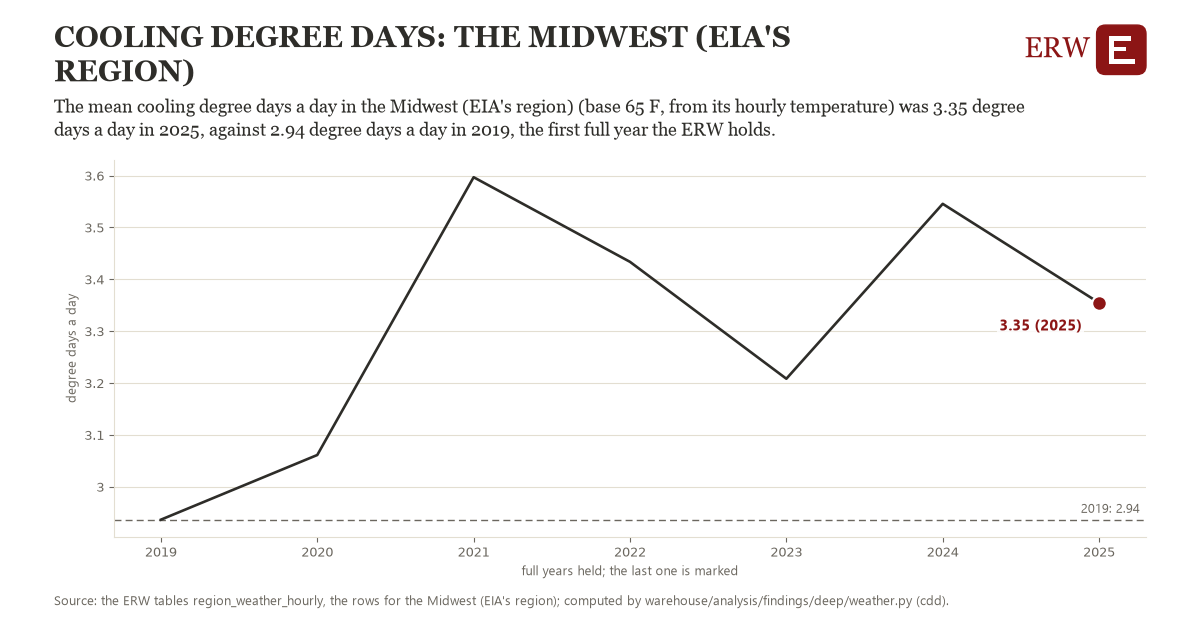 COOLING DEGREE DAYS: THE MIDWEST (EIA'S
REGION)
ERW E
The mean cooling degree days a day in the Midwest (EIA's region) (base 65 F, from its hourly temperature) was 3.35 degree
days a day in 2025, against 2.94 degree days a day in 2019, the first full year the ERW holds.
3.6
3.5
3.4
3.3
3.2
3.1
3
degree days a day
3.35 (2025)
2019: 2.94
2019 2020 2021 2022 2023 2024 2025
full years held; the last one is marked
Source: the ERW tables region_weather_hourly, the rows for the Midwest (EIA's region); computed by warehouse/analysis/findings/deep/weather.py (cdd).